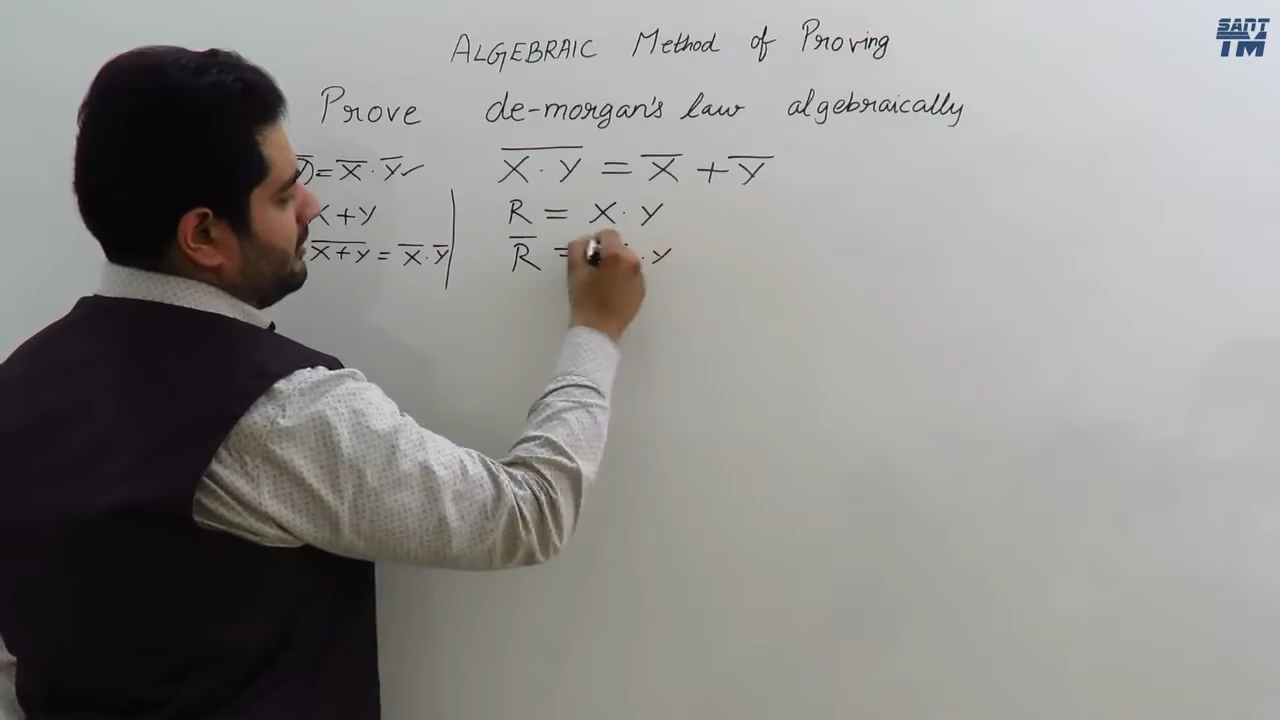 SANT
TM
ALGEBRAIC Method of Proving
Prove de-morgan's law algebraically
= X̅ · Y̅ ✓
X + Y
X̅+̅Y̅ = X̅ · Y̅
X̅ ·̅ Y̅ = X̅ + Y̅
R = X · Y
R̅ = · Y